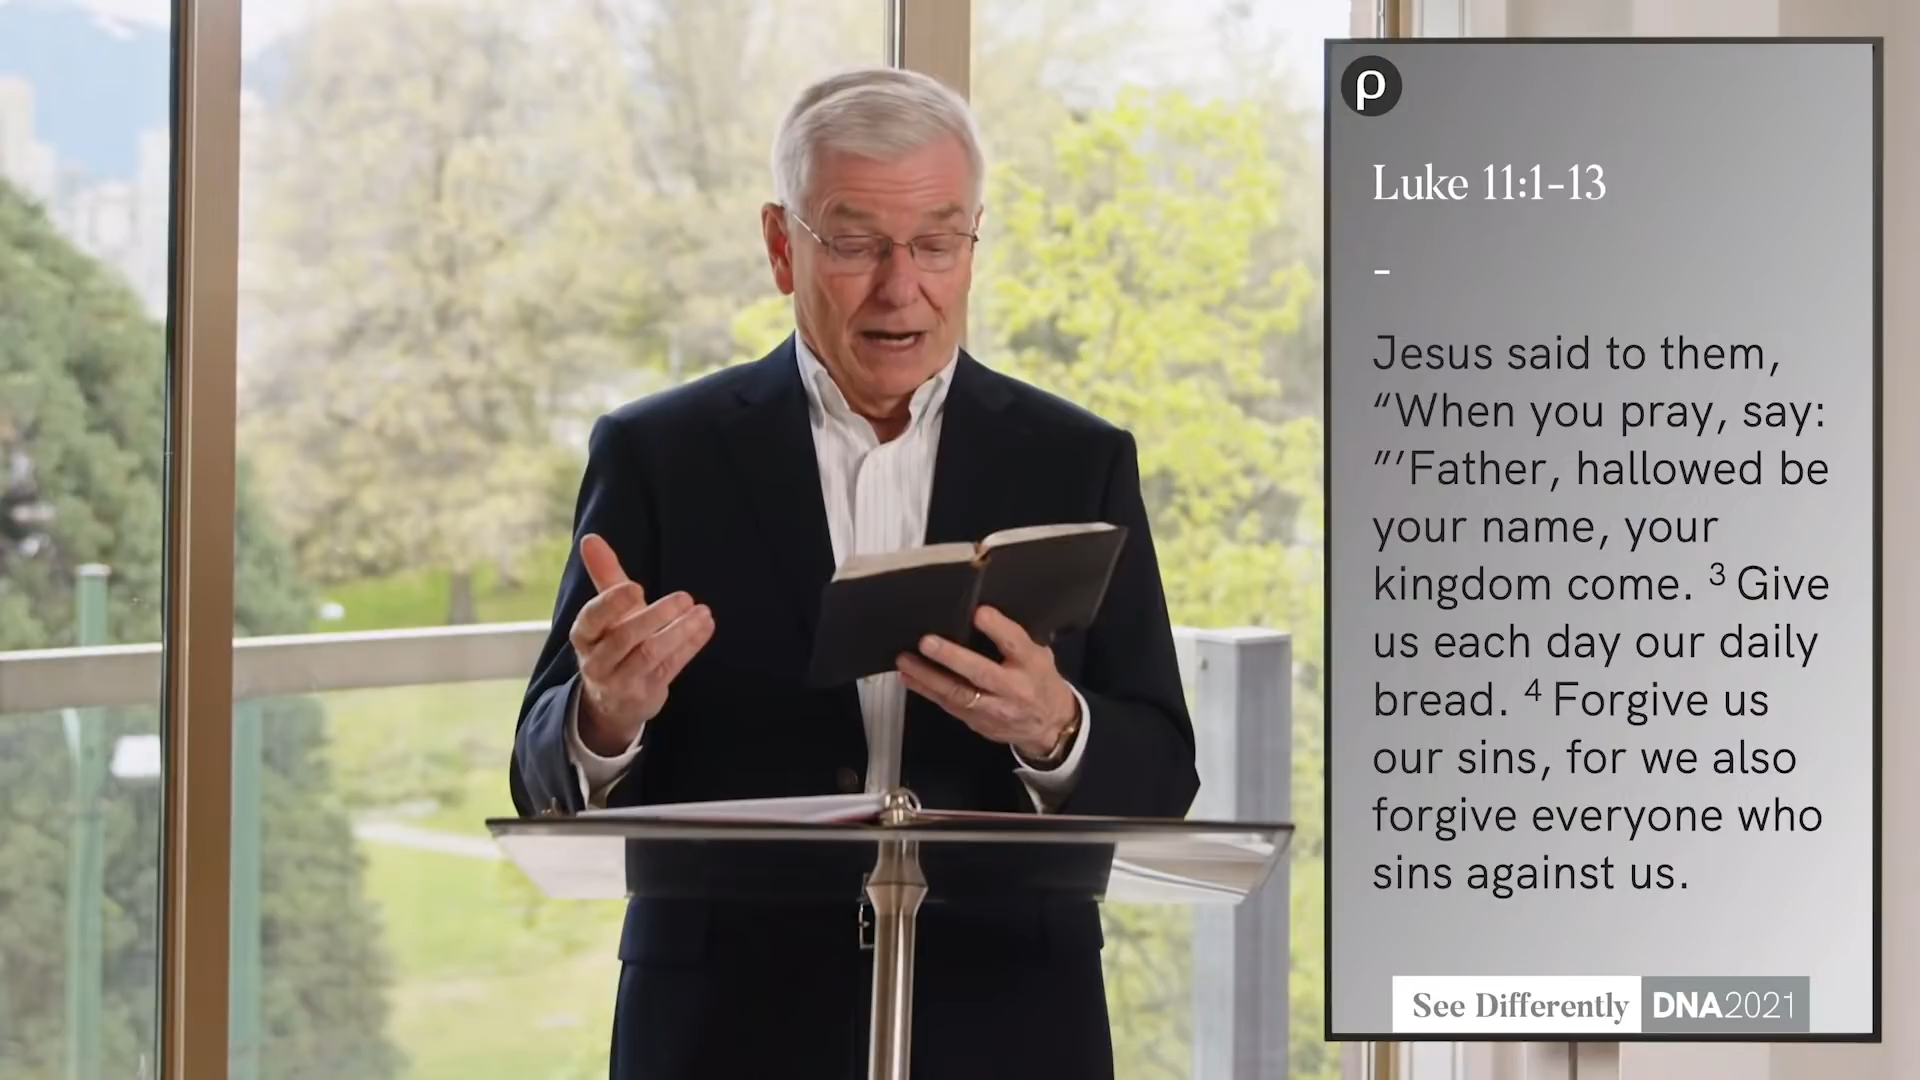 ρ
Luke 11:1-13
-
Jesus said to them,
“When you pray, say:
”’Father, hallowed be
your name, your
kingdom come. ³ Give
us each day our daily
bread. ⁴ Forgive us
our sins, for we also
forgive everyone who
sins against us.
See Differently DNA2021